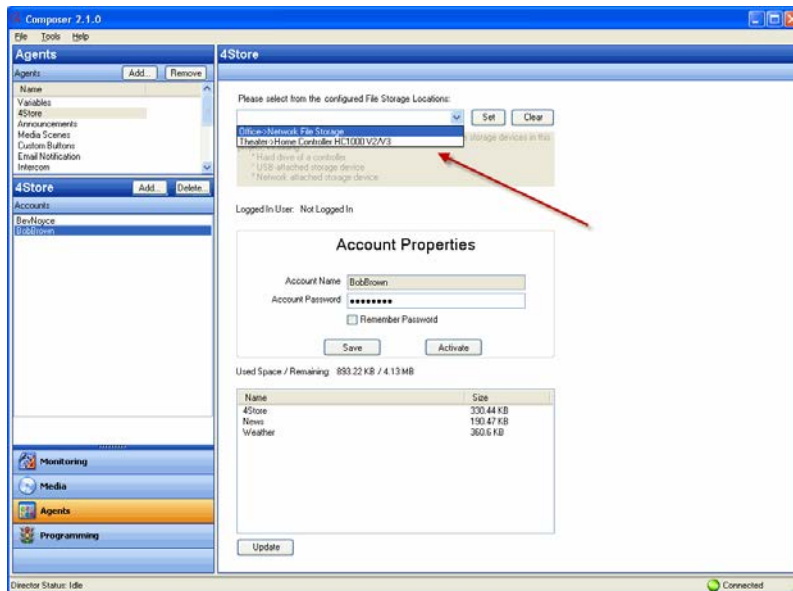 Composer 2.1.0
File Tools Help
Agents
Agents Add... Remove
Name
Variables
4Store
Announcements
Media Scenes
Custom Buttons
Email Notification
Intercom
4Store Add... Delete...
Accounts
BevNoyce
BobBrown
Monitoring
Media
Agents
Programming
Director Status: Idle
4Store
Please select from the configured File Storage Locations:
Set Clear
Office->Network File Storage
Theater->Home Controller HC1000 V2/V3
storage devices in this
* Hard drive of a controller
* USB attached storage device
* Network attached storage device
Logged In User: Not Logged In
Account Properties
Account Name BobBrown
Account Password ●●●●●●●●
Remember Password
Save Activate
Used Space / Remaining 893.22 KB / 4.13 MB
Name Size
4Store 330.44 KB
News 190.47 KB
Weather 360.6 KB
Update
Connected